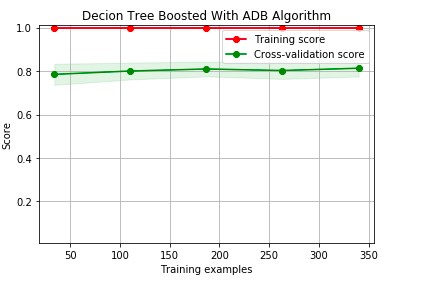 Decion Tree Boosted With ADB Algorithm
1.0
0.8
0.6
0.4
0.2
Score
Training score
Cross-validation score
50 100 150 200 250 300 350
Training examples